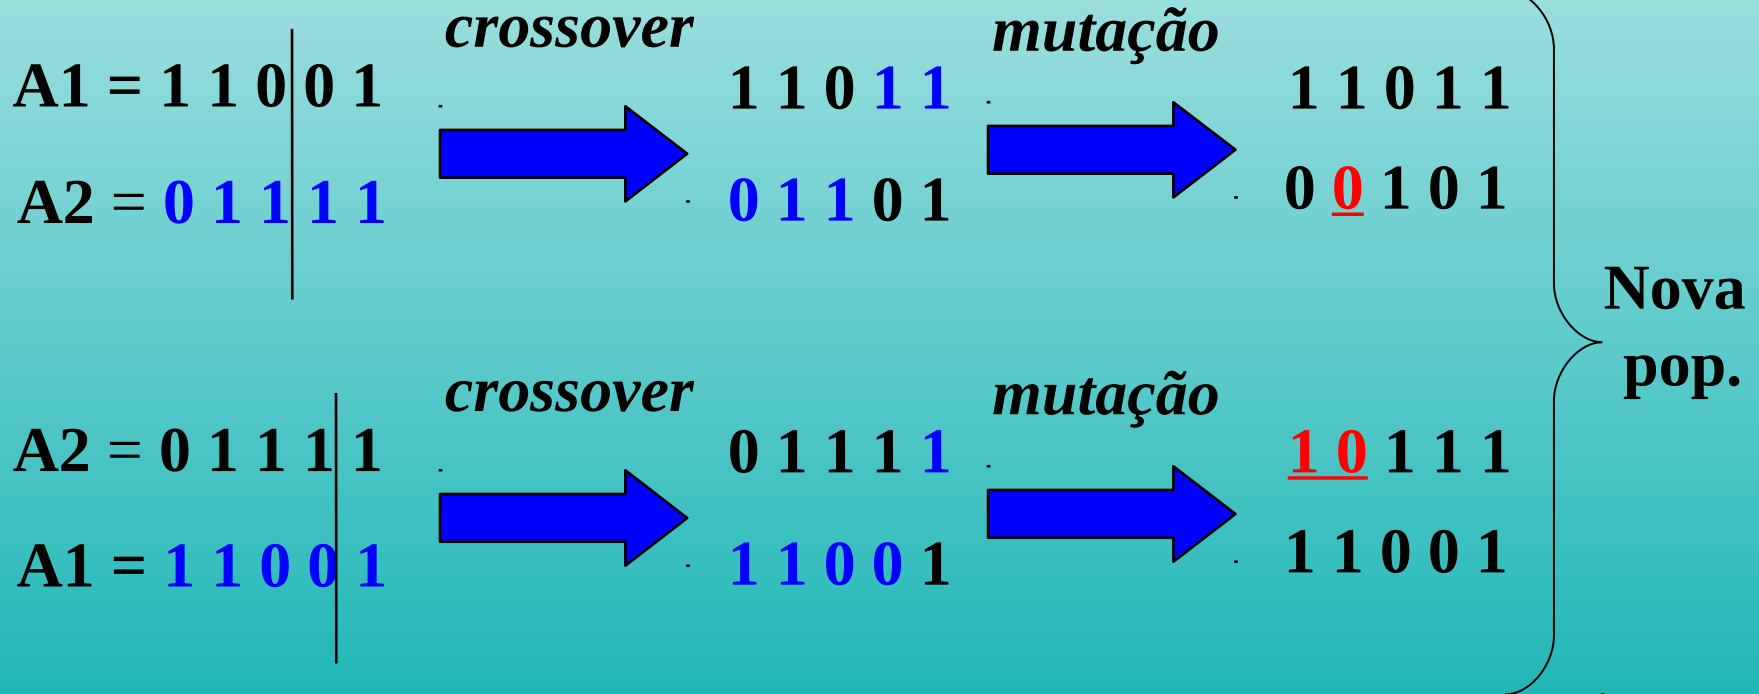 crossover mutação
A1 = 1 1 0 0 1 1 1 0 1 1 1 1 0 1 1
A2 = 0 1 1 1 1 0 1 1 0 1 0 0 1 0 1
Nova
pop.
crossover mutação
A2 = 0 1 1 1 1 0 1 1 1 1 1 0 1 1 1
A1 = 1 1 0 0 1 1 1 0 0 1 1 1 0 0 1